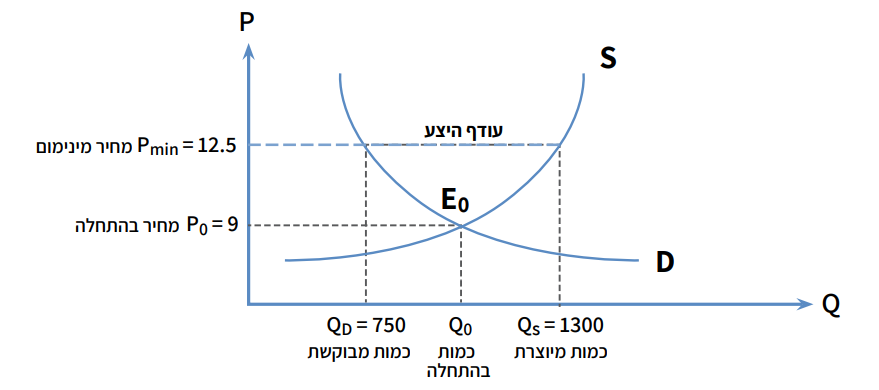 P
S
עודף היצע
מחיר מינימום Pmin = 12.5
E0
מחיר בהתחלה P0 = 9
D
Q
QD = 750
Q0
QS = 1300
כמות מבוקשת
כמות
בהתחלה
כמות מיוצרת